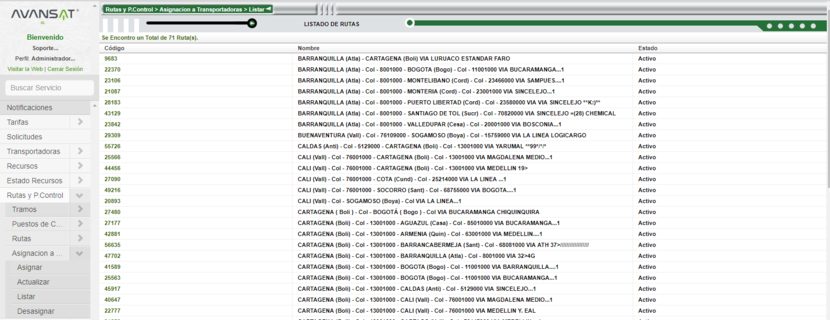 AVANSAT
Bienvenido
Soporte...
Perfil: Administrador...
Visitar la Web | Cerrar Sesión
Buscar Servicio
Notificaciones
Tarifas
Solicitudes
Transportadoras
Recursos
Estado Recursos
Rutas y P.Control
Tramos
Puestos de C...
Rutas
Asignacion a ...
Asignar
Actualizar
Listar
Desasignar
Rutas y P.Control > Asignacion a Transportadoras > Listar
LISTADO DE RUTAS
Se Encontro un Total de 71 Ruta(s).
Código Nombre Estado
9683 BARRANQUILLA (Atla) - CARTAGENA (Boli) VIA LURUACO ESTANDAR FARO Activo
22370 BARRANQUILLA (Atla) - Col - 8001000 - BOGOTA (Bogo) - Col - 11001000 VIA BUCARAMANGA...1 Activo
23106 BARRANQUILLA (Atla) - Col - 8001000 - MONTELIBANO (Cord) - Col - 23466000 VIA SAMPUES....1 Activo
21087 BARRANQUILLA (Atla) - Col - 8001000 - MONTERIA (Cord) - Col - 23001000 VIA SINCELEJO...1 Activo
28183 BARRANQUILLA (Atla) - Col - 8001000 - PUERTO LIBERTAD (Cord) - Col - 23580000 VIA VIA SINCELEJO **K:)** Activo
43129 BARRANQUILLA (Atla) - Col - 8001000 - SANTIAGO DE TOL (Sucr) - Col - 70820000 VIA SINCELEJO =(28) CHEMICAL Activo
23842 BARRANQUILLA (Atla) - Col - 8001000 - VALLEDUPAR (Cesa) - Col - 20001000 VIA BOSCONIA...1 Activo
29309 BUENAVENTURA (Vall) - Col - 76109000 - SOGAMOSO (Boya) - Col - 15759000 VIA LA LINEA LOGICARGO Activo
55726 CALDAS (Anti) - Col - 5129000 - CARTAGENA (Boli) - Col - 13001000 VIA YARUMAL **99*/*/* Activo
25566 CALI (Vall) - Col - 76001000 - CARTAGENA (Boli) - Col - 13001000 VIA MAGDALENA MEDIO...1 Activo
44456 CALI (Vall) - Col - 76001000 - CARTAGENA (Boli) - Col - 13001000 VIA MEDELLIN 19> Activo
27090 CALI (Vall) - Col - 76001000 - COTA (Cund) - Col - 25214000 VIA LA LINEA ...1 Activo
49216 CALI (Vall) - Col - 76001000 - SOCORRO (Sant) - Col - 68755000 VIA BOGOTA....1 Activo
20893 CALI (Vall) - Col - SOGAMOSO (Boya) - Col VIA LA LINEA...1 Activo
27480 CARTAGENA ( Boli ) - Col - BOGOTÁ ( Bogo ) - Col VIA BUCARAMANGA CHIQUINQUIRA Activo
27177 CARTAGENA (Boli) - Col - 13001000 - AGUAZUL (Casa) - Col - 85010000 VIA BUCARAMANGA...1 Activo
42881 CARTAGENA (Boli) - Col - 13001000 - ARMENIA (Quin) - Col - 63001000 VIA MEDELLIN....1 Activo
56635 CARTAGENA (Boli) - Col - 13001000 - BARRANCABERMEJA (Sant) - Col - 68081000 VIA ATH 37>///////////////// Activo
47702 CARTAGENA (Boli) - Col - 13001000 - BARRANQUILLA (Atla) - Col - 8001000 VIA 32>4G Activo
41589 CARTAGENA (Boli) - Col - 13001000 - BOGOTA (Bogo) - Col - 11001000 VIA BARRANQUILLA....1 Activo
25563 CARTAGENA (Boli) - Col - 13001000 - BOGOTA (Bogo) - Col - 11001000 VIA BUCARAMANGA...1 Activo
45917 CARTAGENA (Boli) - Col - 13001000 - CALDAS (Anti) - Col - 5129000 VIA SINCELEJO...1 Activo
40647 CARTAGENA (Boli) - Col - 13001000 - CALI (Vall) - Col - 76001000 VIA MAGDALENA MEDIO...1 Activo
22777 CARTAGENA (Boli) - Col - 13001000 - CALI (Vall) - Col - 76001000 VIA MEDELLIN Y. EAL Activo